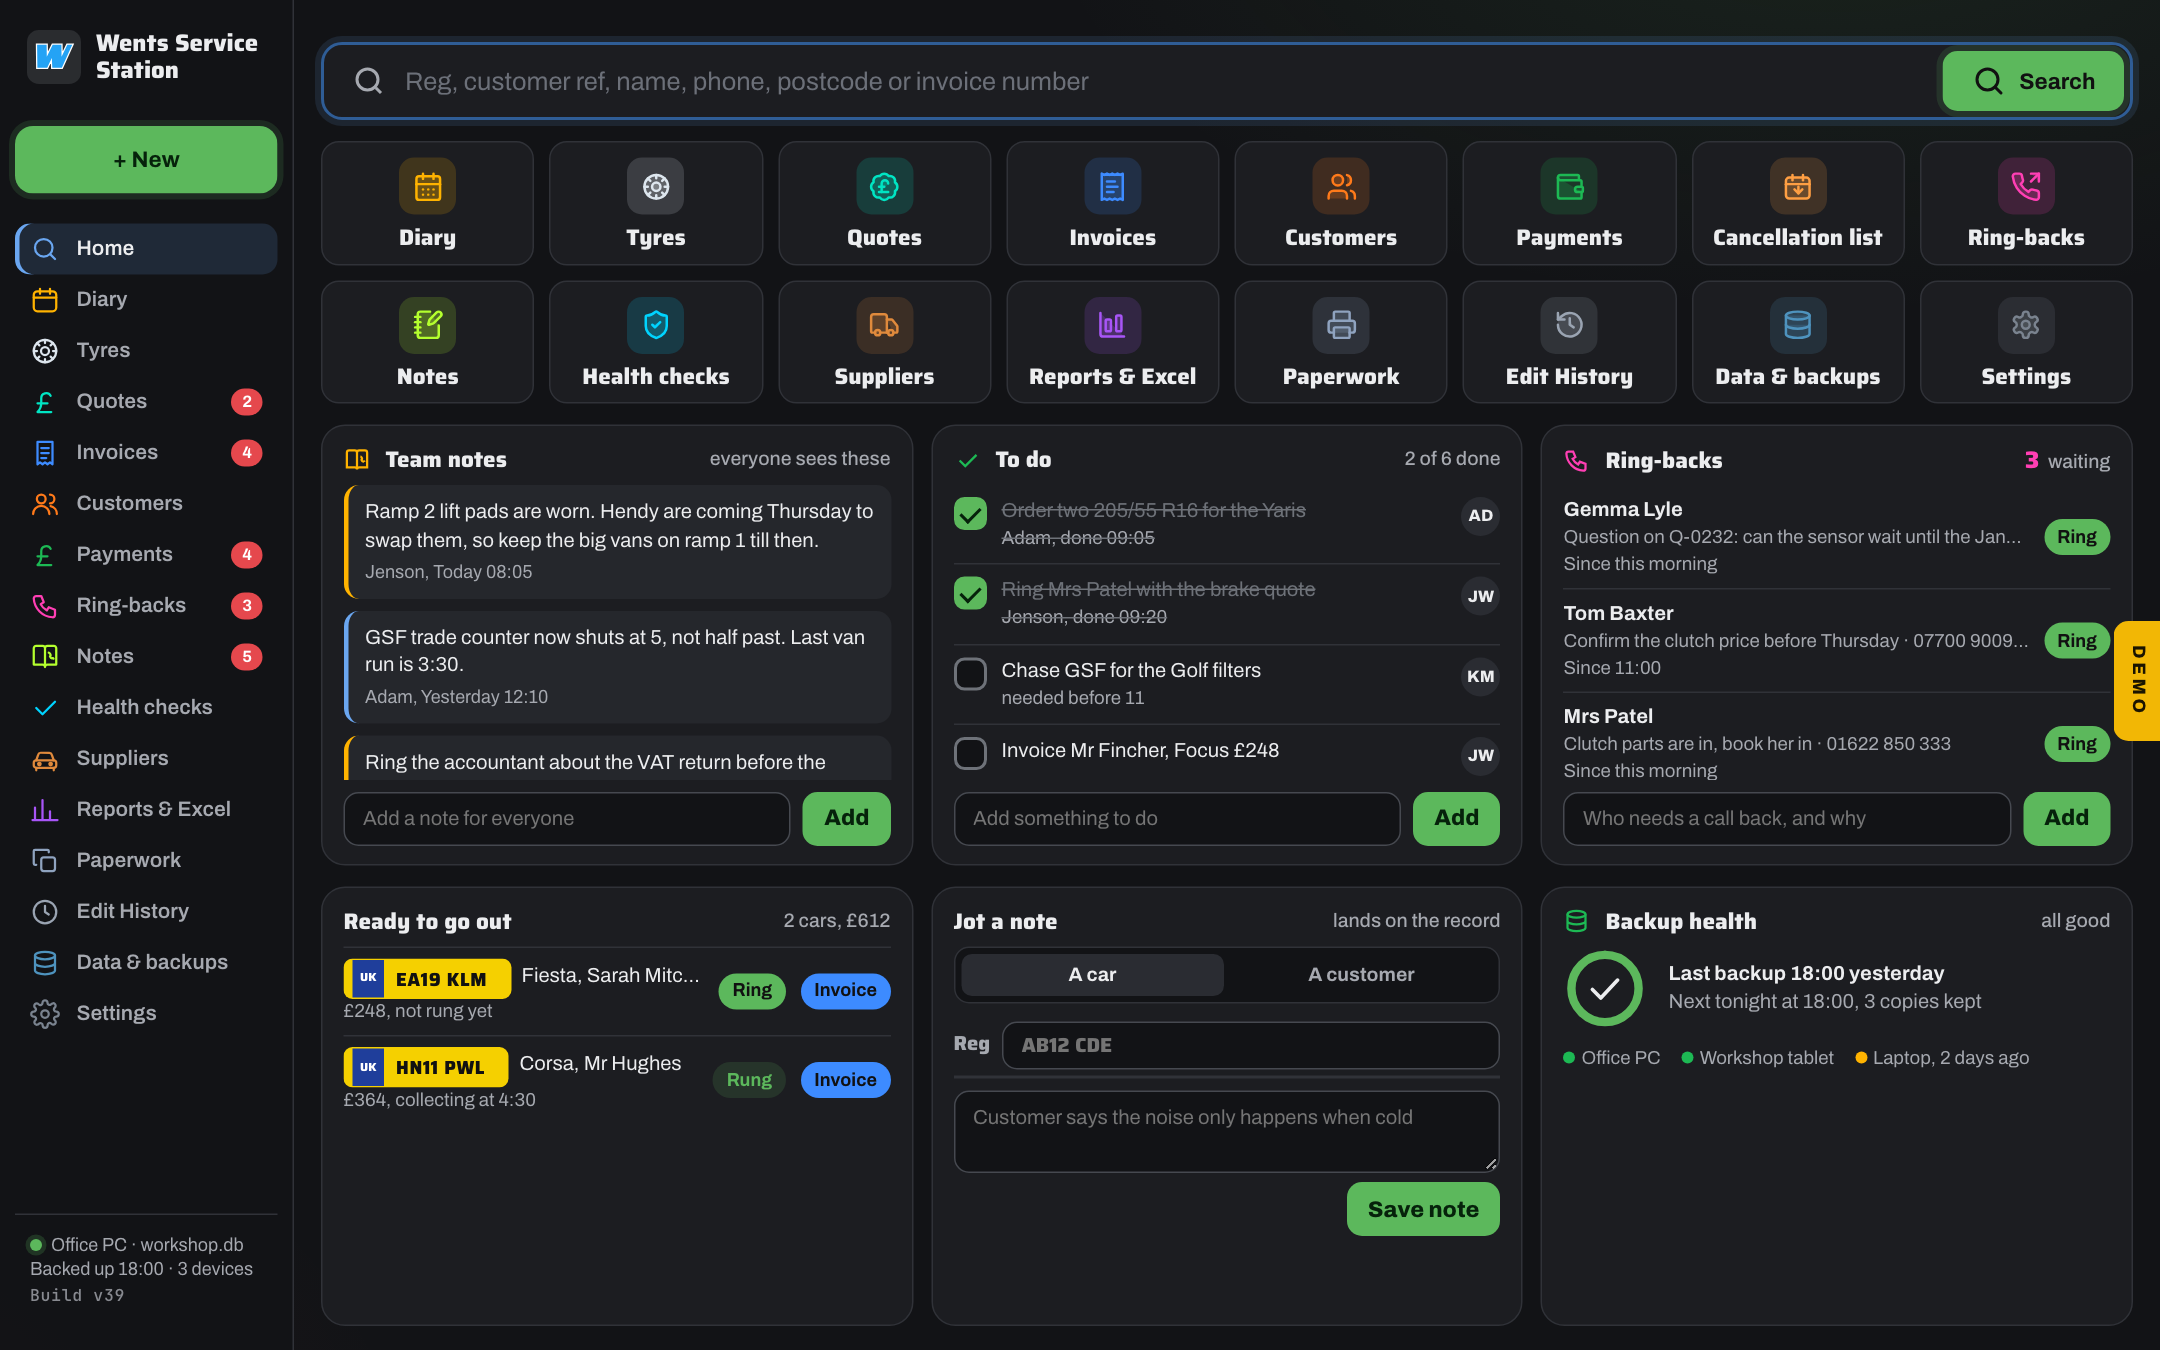 Wents Service
Station
+ New
Home
Diary
Tyres
Quotes 2
Invoices 4
Customers
Payments 4
Ring-backs 3
Notes 5
Health checks
Suppliers
Reports & Excel
Paperwork
Edit History
Data & backups
Settings
Office PC · workshop.db
Backed up 18:00 · 3 devices
Build v39
Reg, customer ref, name, phone, postcode or invoice number
Search
Diary
Tyres
Quotes
Invoices
Customers
Payments
Cancellation list
Ring-backs
Notes
Health checks
Suppliers
Reports & Excel
Paperwork
Edit History
Data & backups
Settings
Team notes everyone sees these
Ramp 2 lift pads are worn. Hendy are coming Thursday to
swap them, so keep the big vans on ramp 1 till then.
Jenson, Today 08:05
GSF trade counter now shuts at 5, not half past. Last van
run is 3:30.
Adam, Yesterday 12:10
Ring the accountant about the VAT return before the
Add a note for everyone
Add
To do 2 of 6 done
Order two 205/55 R16 for the Yaris
Adam, done 09:05
AD
Ring Mrs Patel with the brake quote
Jenson, done 09:20
JW
Chase GSF for the Golf filters
needed before 11
KM
Invoice Mr Fincher, Focus £248
JW
Add something to do
Add
Ring-backs 3 waiting
Gemma Lyle
Question on Q-0232: can the sensor wait until the Jan...
Since this morning
Ring
Tom Baxter
Confirm the clutch price before Thursday · 07700 9009...
Since 11:00
Ring
Mrs Patel
Clutch parts are in, book her in · 01622 850 333
Since this morning
Ring
Who needs a call back, and why
Add
DEMO
Ready to go out 2 cars, £612
UK EA19 KLM Fiesta, Sarah Mitc...
£248, not rung yet
Ring
Invoice
UK HN11 PWL Corsa, Mr Hughes
£364, collecting at 4:30
Rung
Invoice
Jot a note lands on the record
A car
A customer
Reg AB12 CDE
Customer says the noise only happens when cold
Save note
Backup health all good
Last backup 18:00 yesterday
Next tonight at 18:00, 3 copies kept
Office PC
Workshop tablet
Laptop, 2 days ago